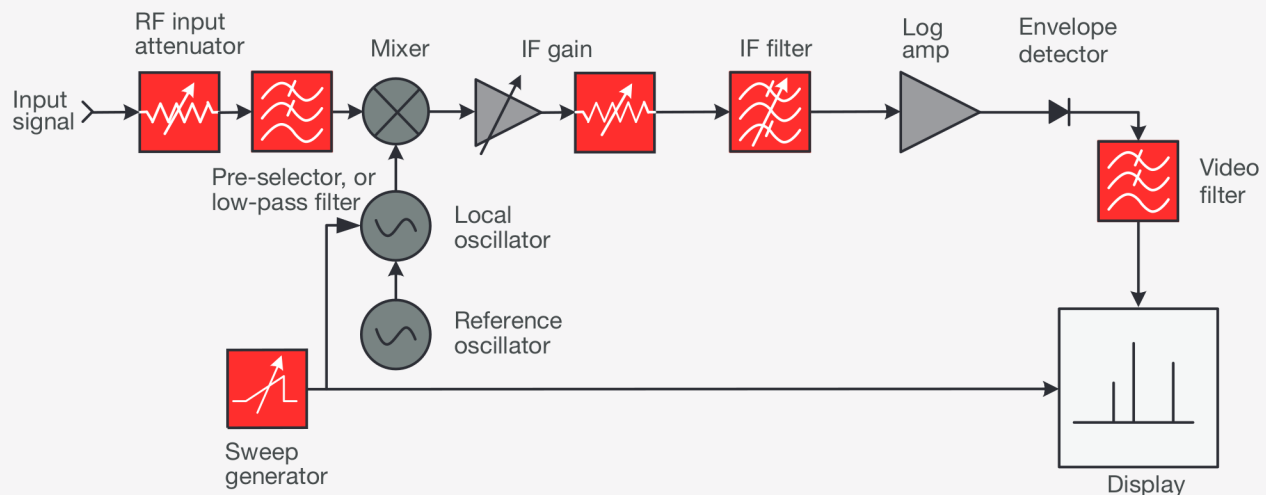 RF input
attenuator
Mixer
IF gain
IF filter
Log
amp
Envelope
detector
Input
signal
Pre-selector, or
low-pass filter
Video
filter
Local
oscillator
Reference
oscillator
Sweep
generator
Display